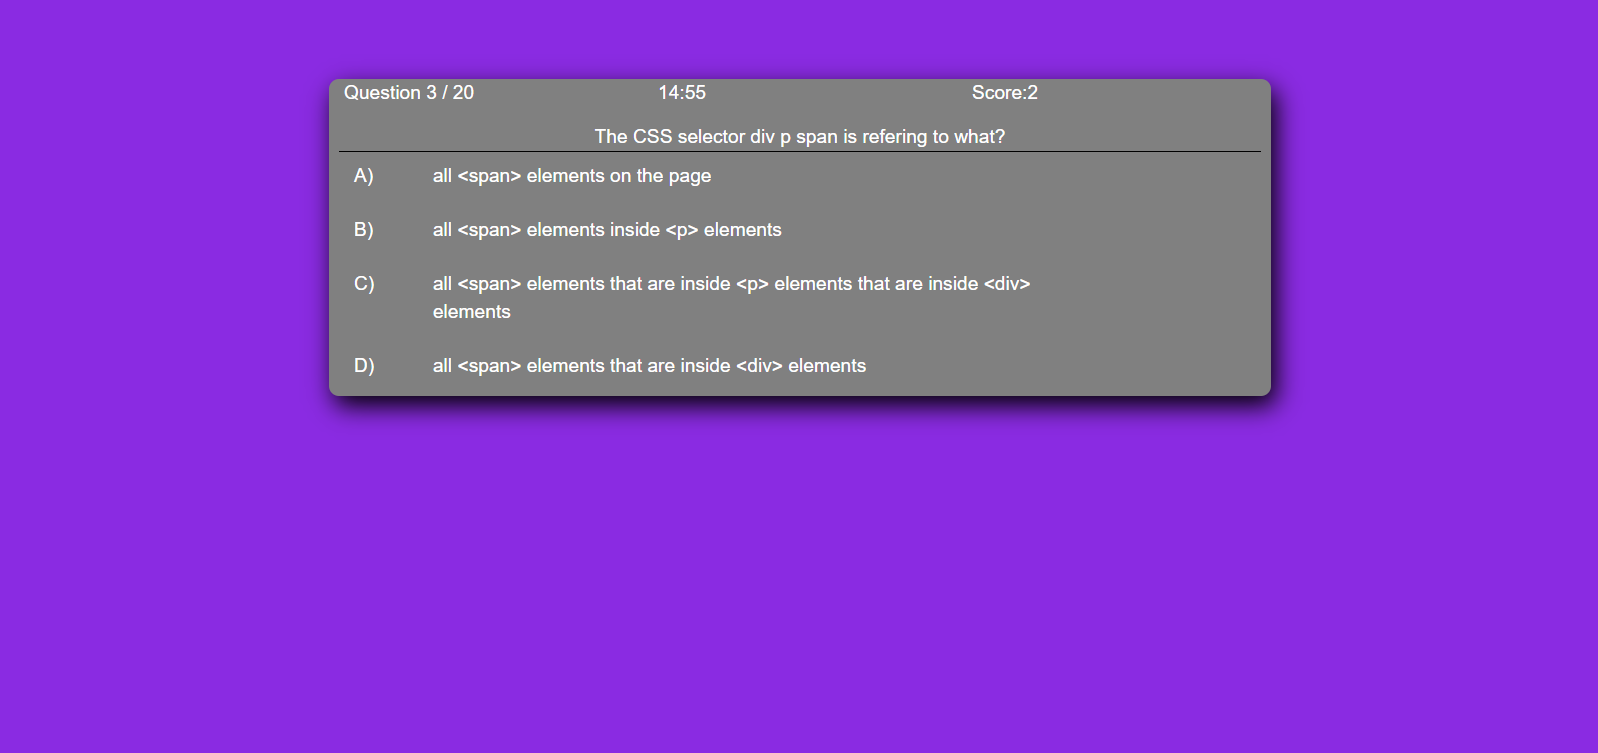 Question 3 / 20 14:55 Score:2
The CSS selector div p span is refering to what?
A) all <span> elements on the page
B) all <span> elements inside <p> elements
C) all <span> elements that are inside <p> elements that are inside <div>
elements
D) all <span> elements that are inside <div> elements